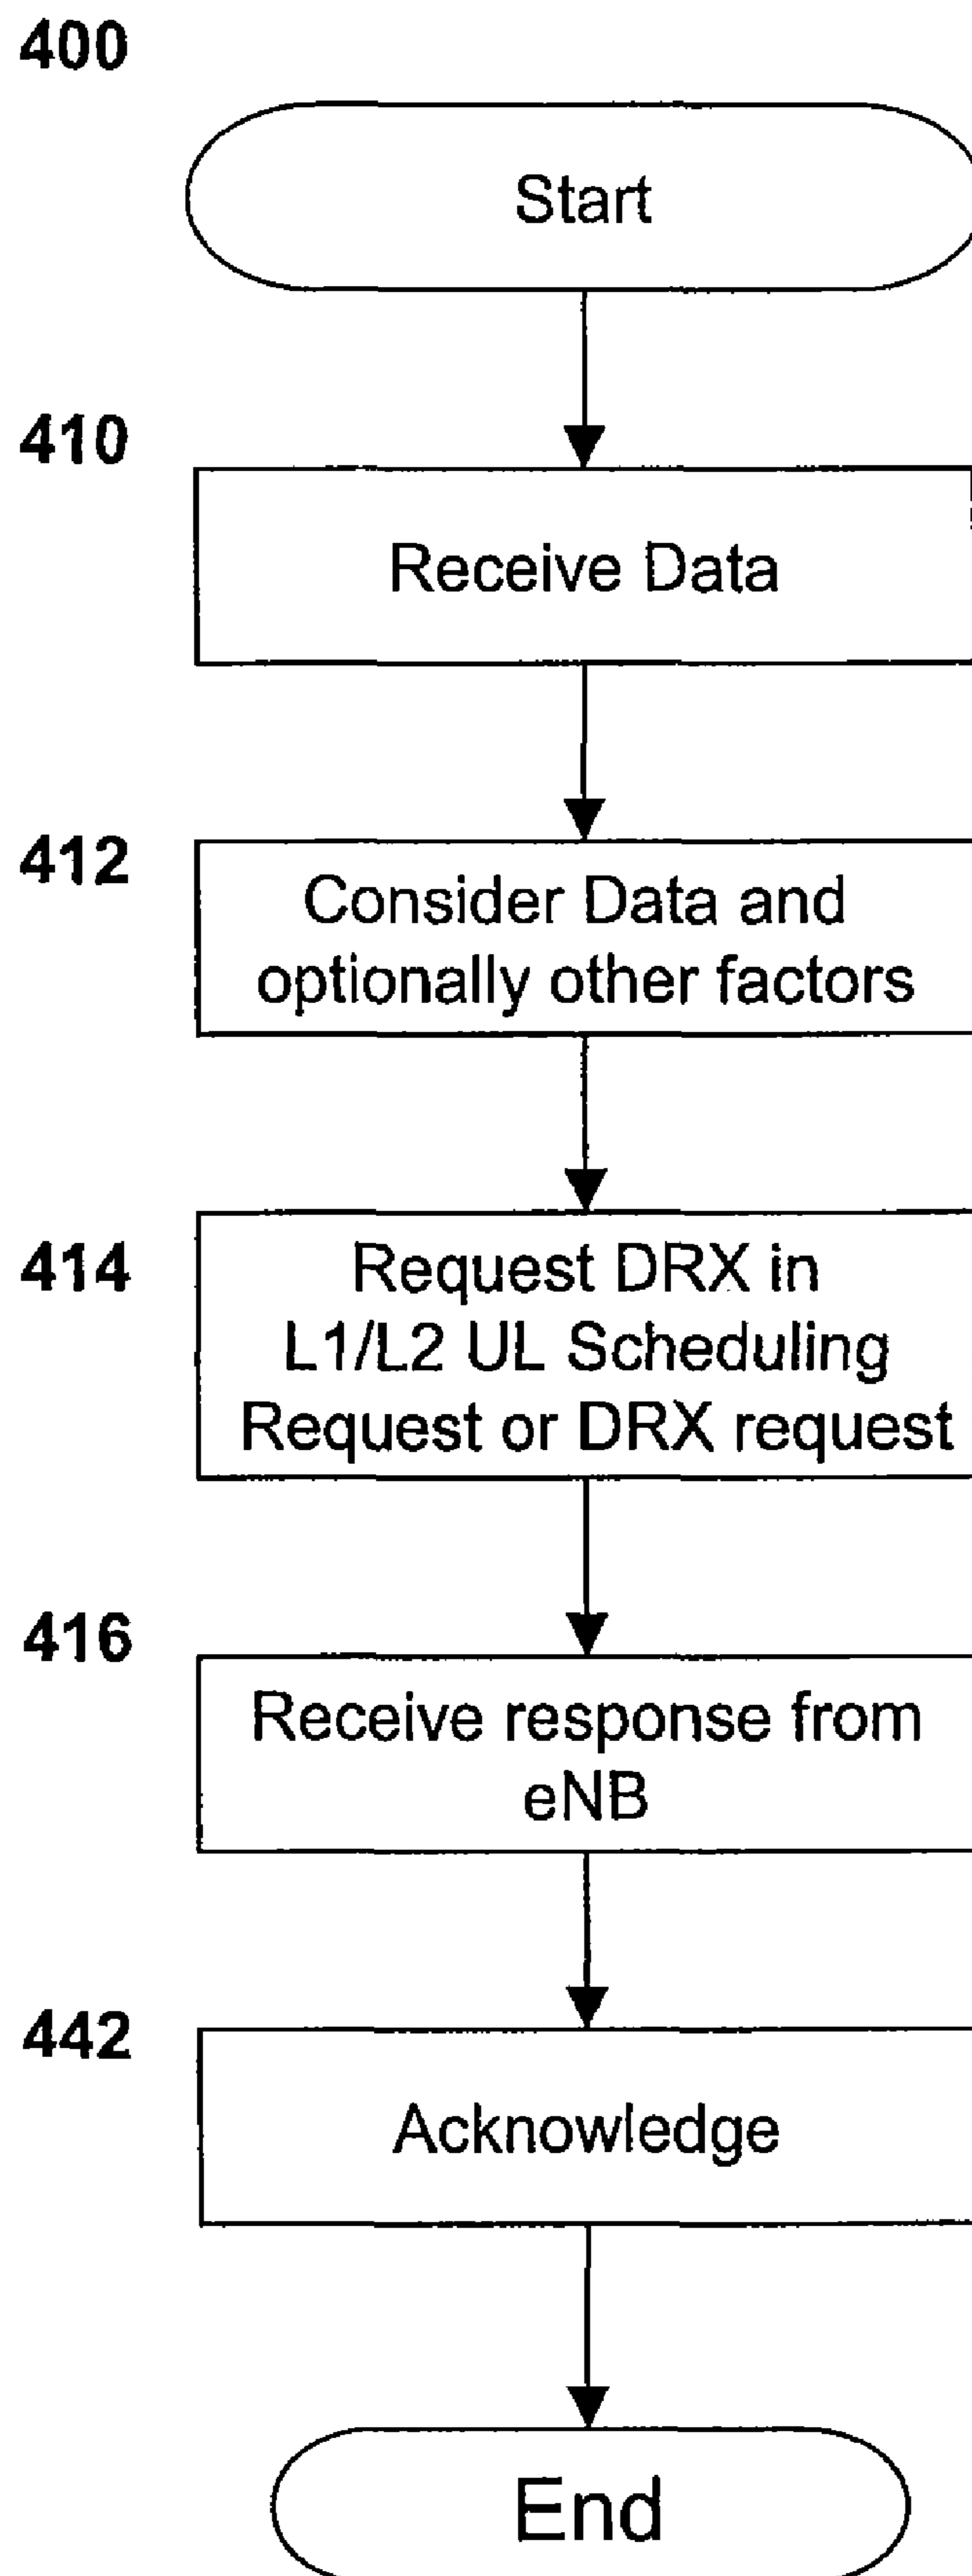 400
Start
410
Receive Data
412
Consider Data and
optionally other factors
414
Request DRX in
L1/L2 UL Scheduling
Request or DRX request
416
Receive response from
eNB
442
Acknowledge
End